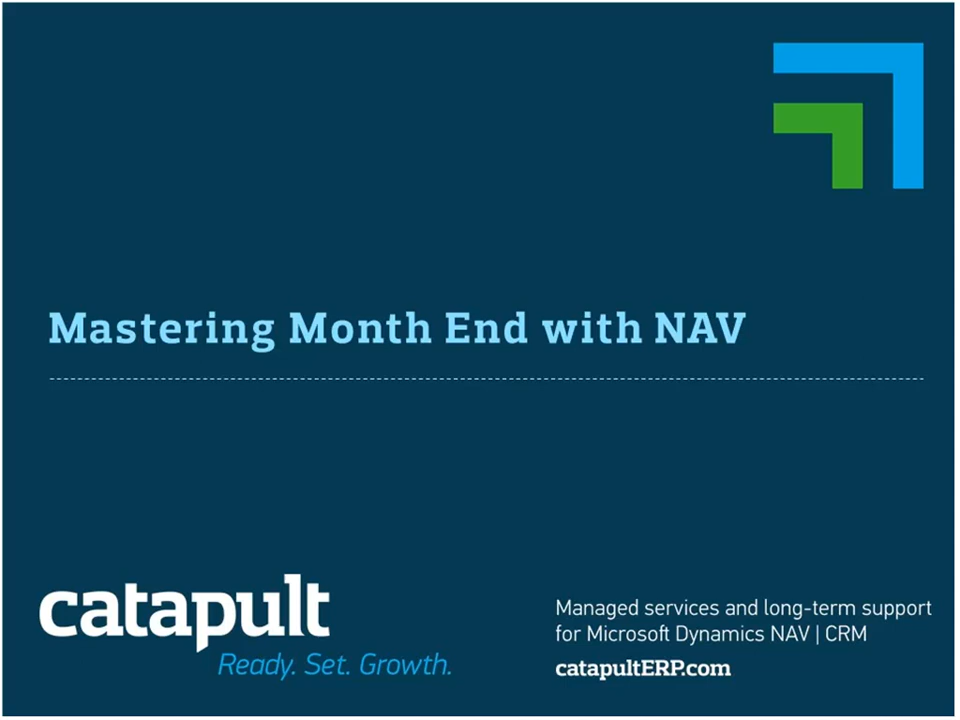 Mastering Month End with NAV
catapult
Ready. Set. Growth.
Managed services and long-term support
for Microsoft Dynamics NAV | CRM
catapultERP.com